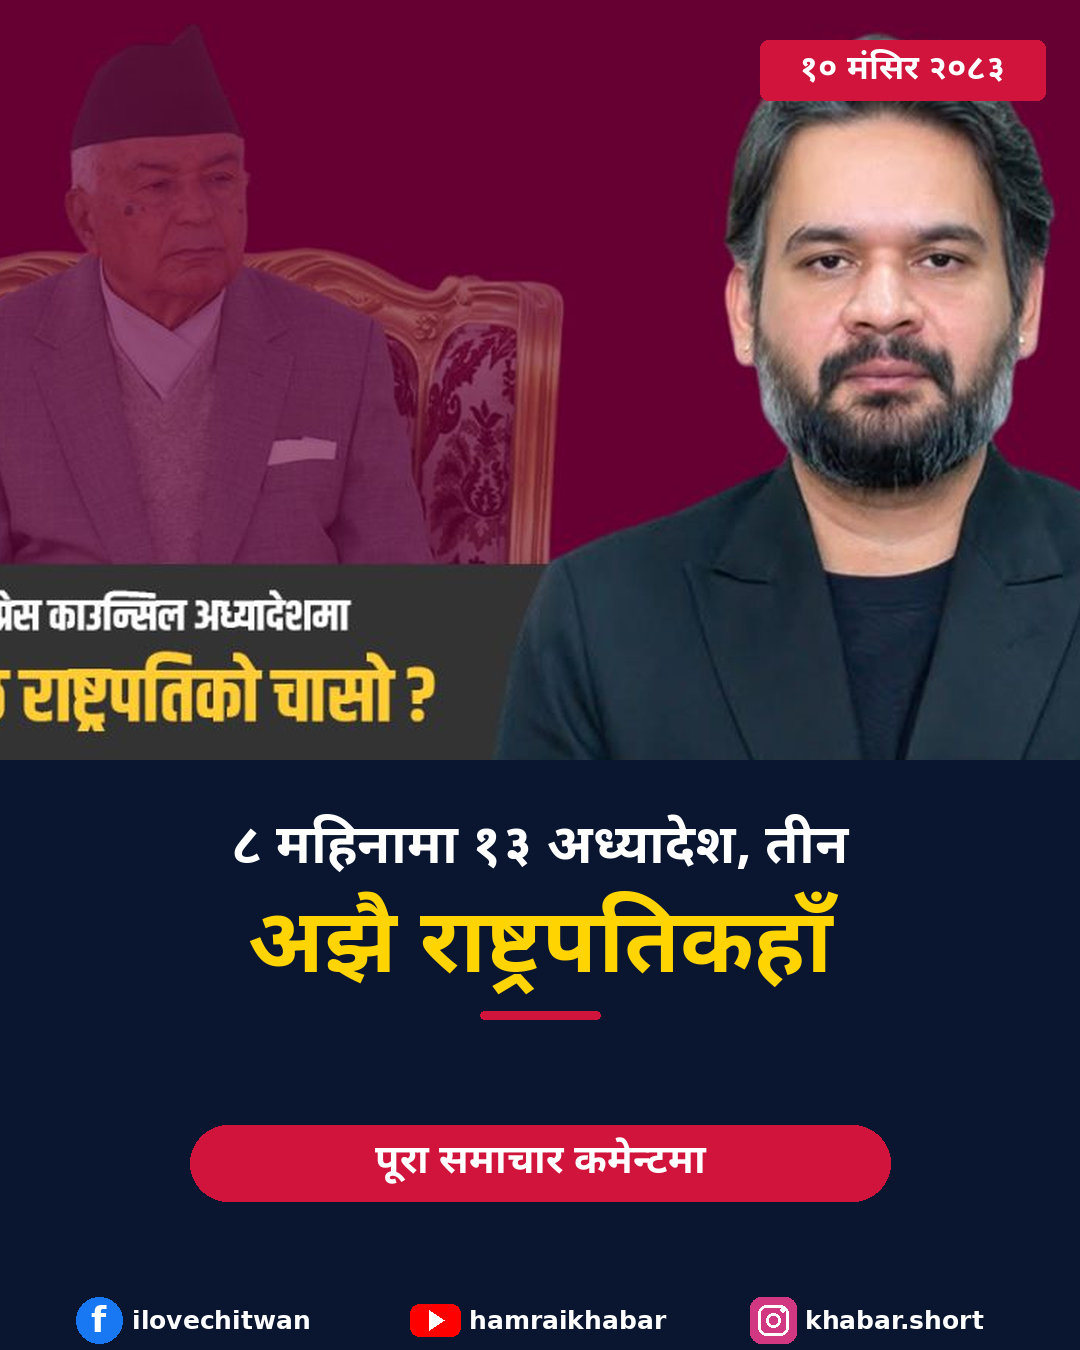 १० मंसिर २०८३
प्रेस काउन्सिल अध्यादेशमा
राष्ट्रपतिको चासो ?
८ महिनामा १३ अध्यादेश, तीन
अझै राष्ट्रपतिकहाँ
पूरा समाचार कमेन्टमा
ilovechitwan
hamraikhabar
khabar.short